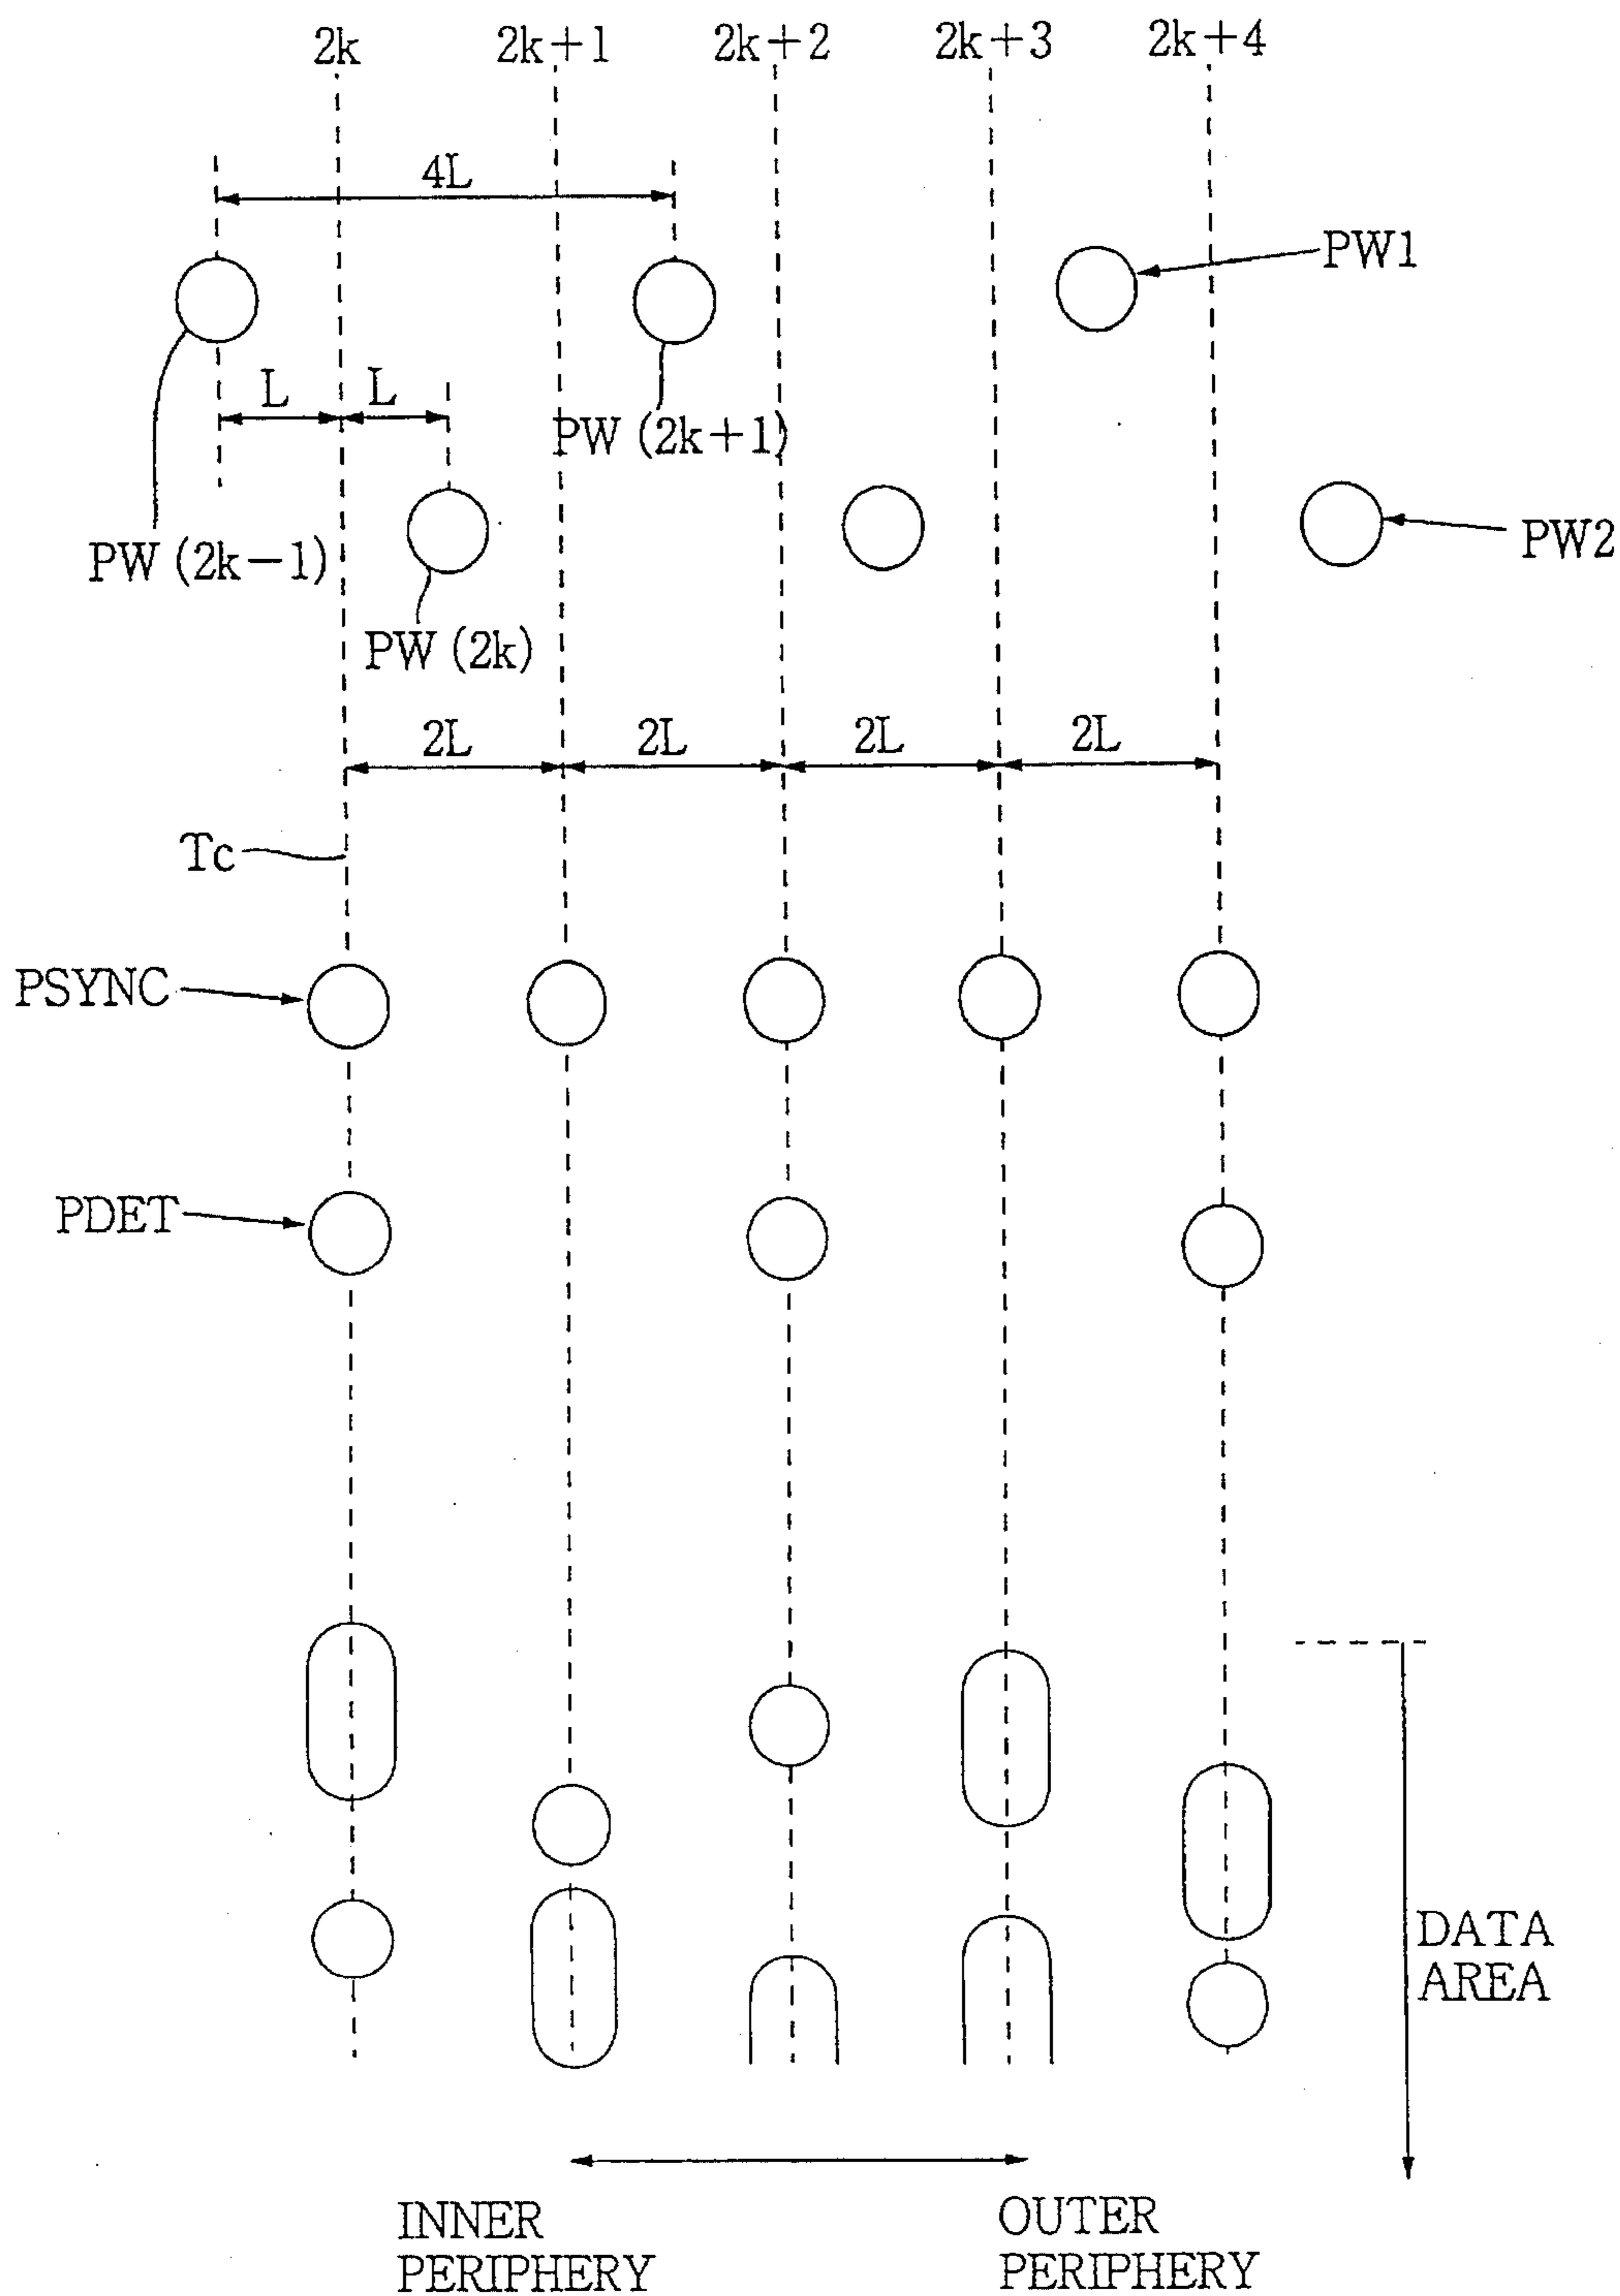 2k 2k+1 2k+2 2k+3 2k+4
4L
PW1
L L
PW (2k+1)
PW (2k−1)
PW2
PW (2k)
2L 2L 2L 2L
Tc
PSYNC
PDET
DATA
AREA
INNER
PERIPHERY
OUTER
PERIPHERY